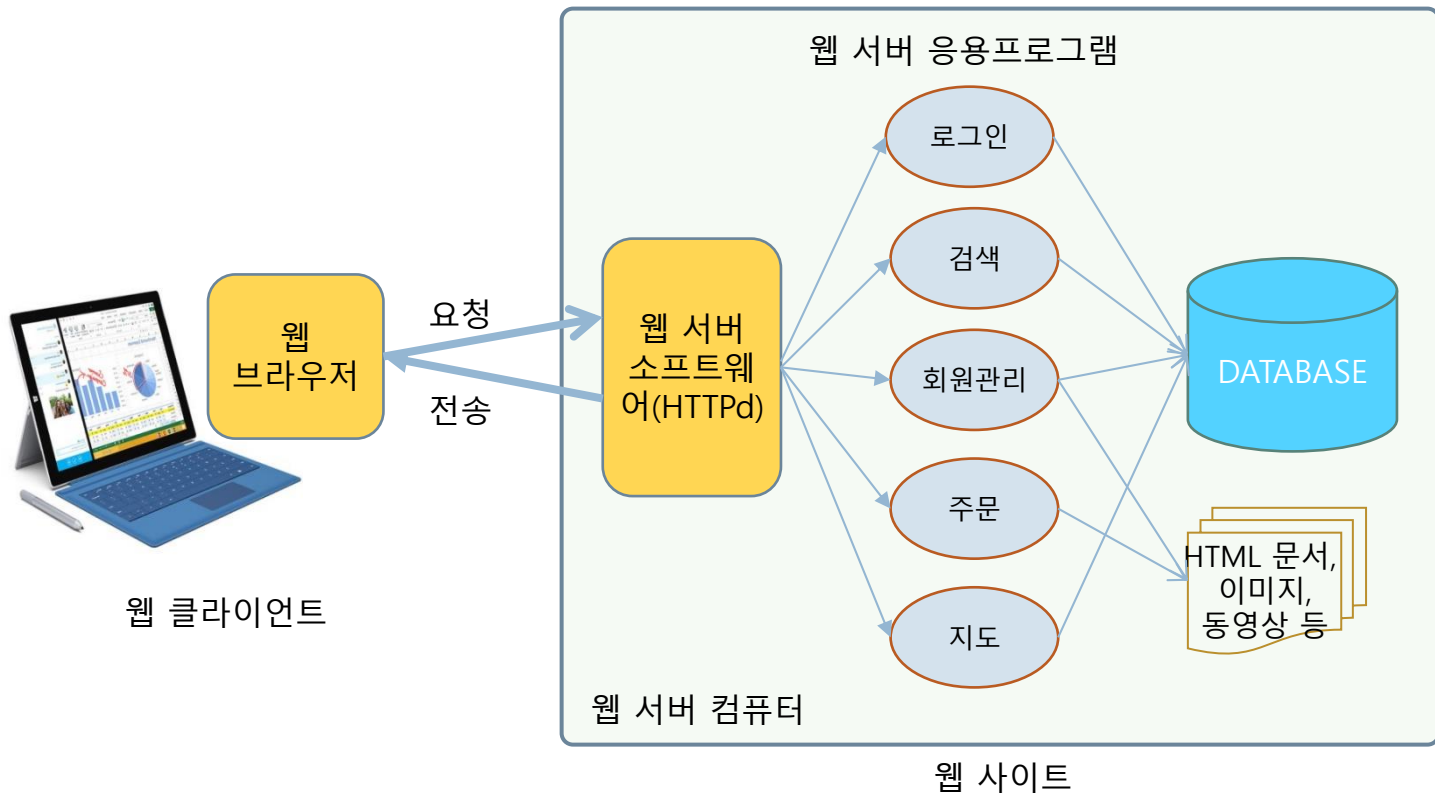 웹 서버 응용프로그램
로그인
검색
회원관리
주문
지도
웹
브라우저
요청
전송
웹 서버
소프트웨
어(HTTPd)
DATABASE
HTML 문서,
이미지,
동영상 등
웹 클라이언트
웹 서버 컴퓨터
웹 사이트